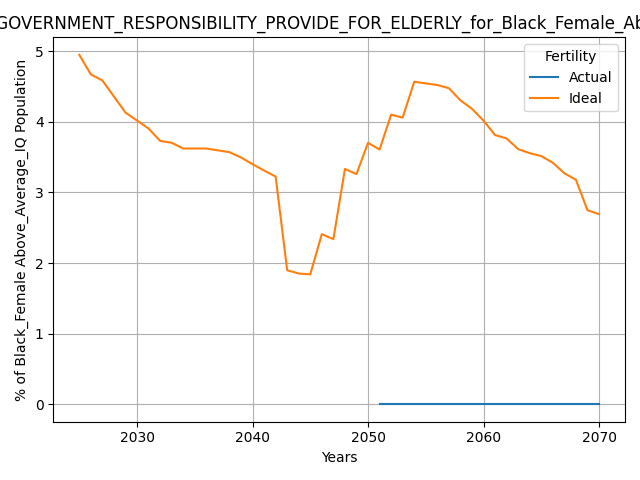 GOVERNMENT_RESPONSIBILITY_PROVIDE_FOR_ELDERLY_for_Black_Female_Ab
Fertility
Actual
Ideal
% of Black_Female Above_Average_IQ Population
5
4
3
2
1
0
2030 2040 2050 2060 2070
Years